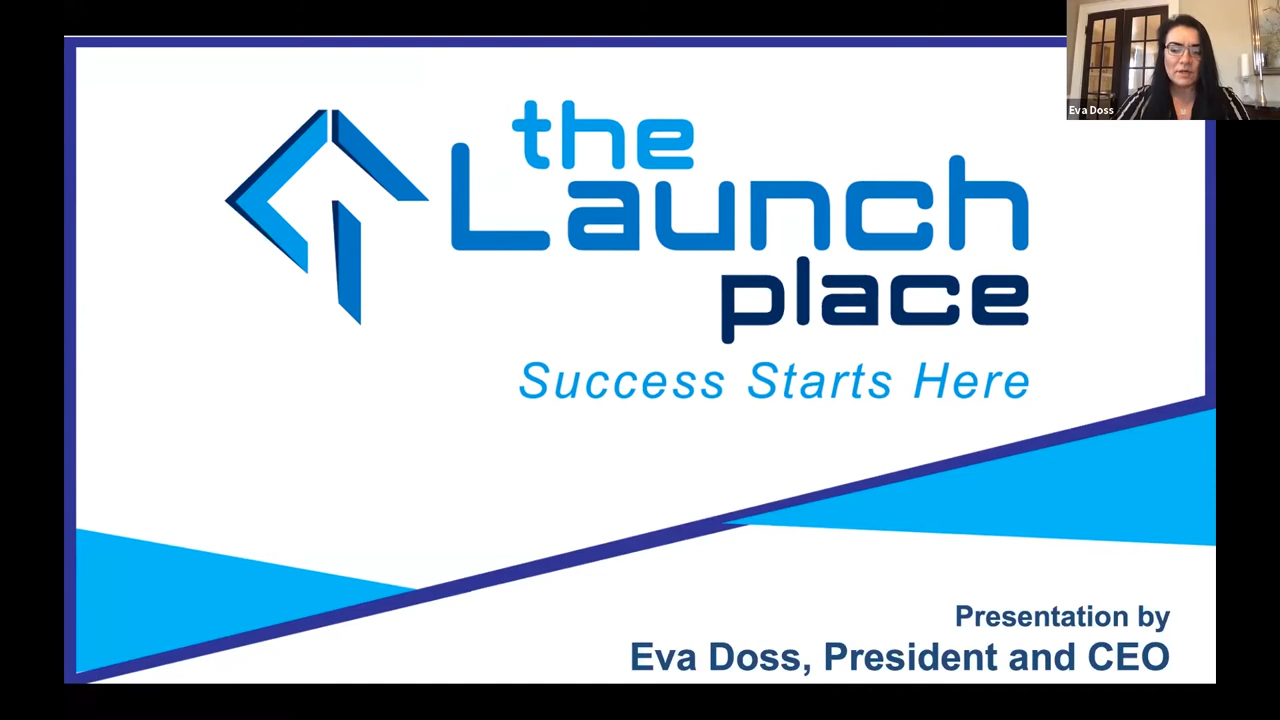 Eva Doss
the
Launch
place
Success Starts Here
Presentation by
Eva Doss, President and CEO